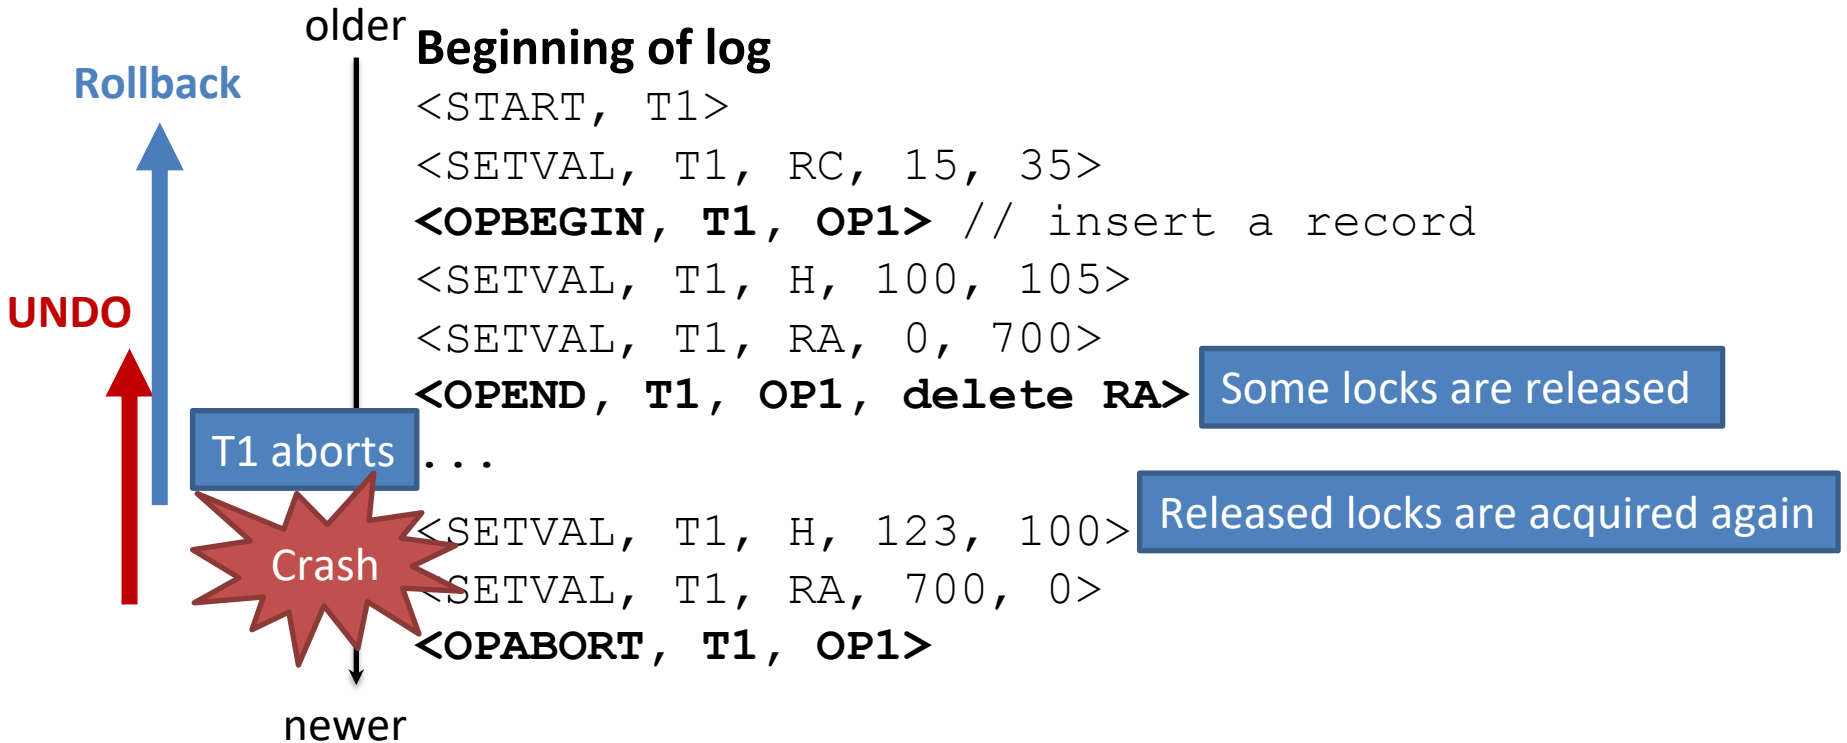 older
Beginning of log
Rollback
<START, T1>
<SETVAL, T1, RC, 15, 35>
<OPBEGIN, T1, OP1> // insert a record
<SETVAL, T1, H, 100, 105>
UNDO
<SETVAL, T1, RA, 0, 700>
<OPEND, T1, OP1, delete RA>
Some locks are released
T1 aborts
...
<SETVAL, T1, H, 123, 100>
Released locks are acquired again
Crash
<SETVAL, T1, RA, 700, 0>
<OPABORT, T1, OP1>
newer